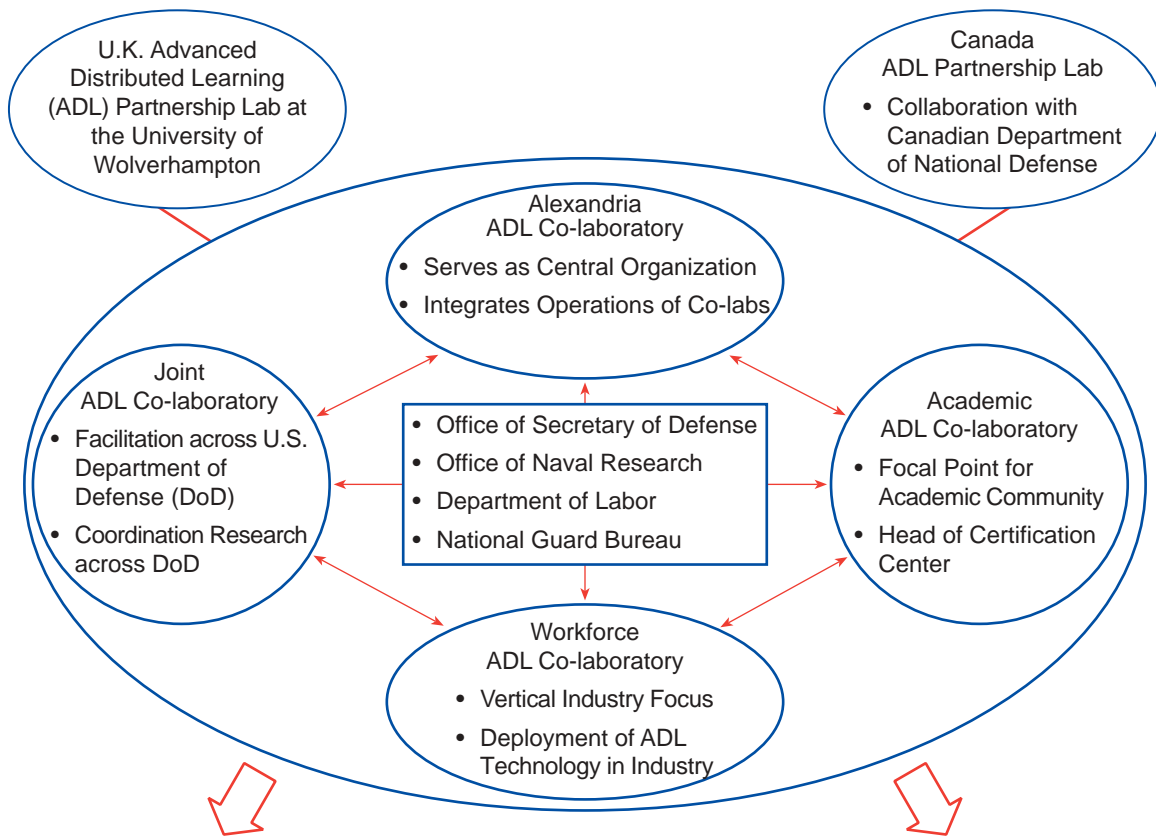 U.K. Advanced
Distributed Learning
(ADL) Partnership Lab at
the University of
Wolverhampton
Canada
ADL Partnership Lab
• Collaboration with
Canadian Department
of National Defense
Alexandria
ADL Co-laboratory
• Serves as Central Organization
• Integrates Operations of Co-labs
Joint
ADL Co-laboratory
• Facilitation across U.S.
Department of
Defense (DoD)
• Coordination Research
across DoD
• Office of Secretary of Defense
• Office of Naval Research
• Department of Labor
• National Guard Bureau
Academic
ADL Co-laboratory
• Focal Point for
Academic Community
• Head of Certification
Center
Workforce
ADL Co-laboratory
• Vertical Industry Focus
• Deployment of ADL
Technology in Industry